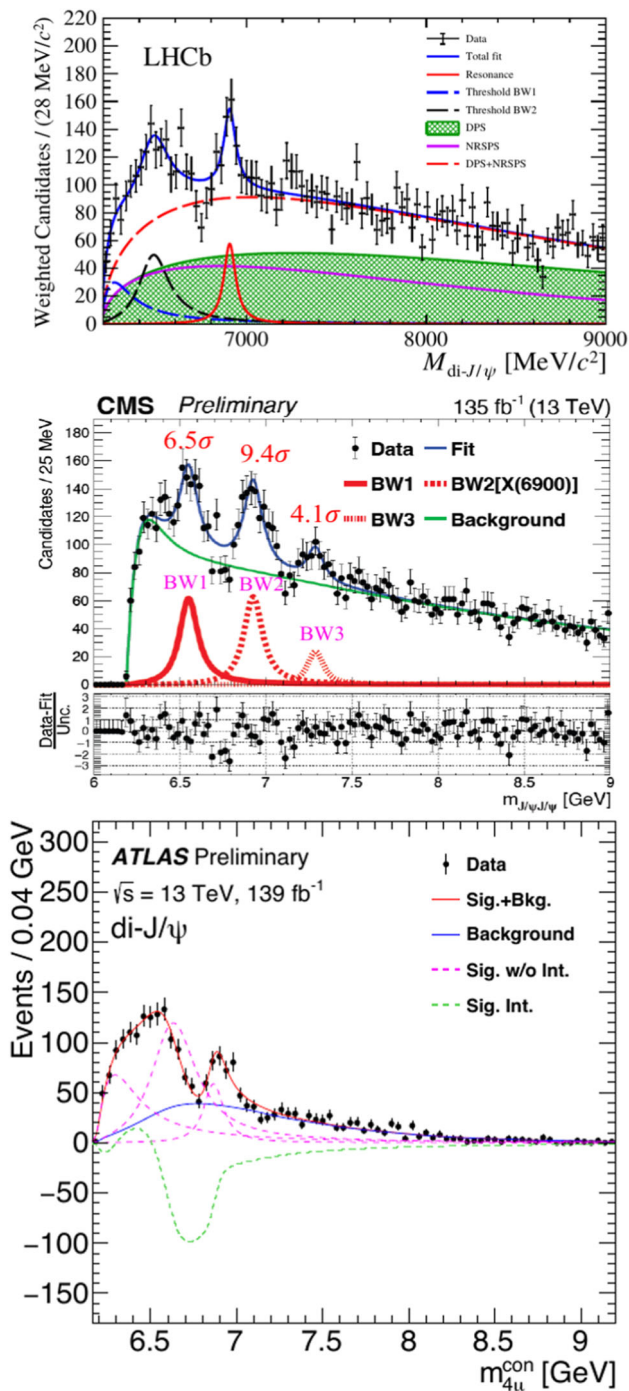 LHCb
Data
Total fit
Resonance
Threshold BW1
Threshold BW2
DPS
NRSPS
DPS+NRSPS
Weighted Candidates / (28 MeV/c²)
220
200
180
160
140
120
100
80
60
40
20
0
7000 8000 9000
M_di-J/ψ [MeV/c²]
CMS Preliminary 135 fb⁻¹ (13 TeV)
Candidates / 25 MeV
180
160
140
120
100
80
60
40
20
0
6.5σ 9.4σ 4.1σ
Data Fit
BW1 BW2[X(6900)]
BW3 Background
BW1 BW2 BW3
Data-Fit
Unc.
3
2
1
0
-1
-2
-3
6 6.5 7 7.5 8 8.5 9
m_J/ψJ/ψ [GeV]
ATLAS Preliminary
√s = 13 TeV, 139 fb⁻¹
di-J/ψ
Data
Sig.+Bkg.
Background
Sig. w/o Int.
Sig. Int.
Events / 0.04 GeV
300
250
200
150
100
50
0
−50
−100
−150
6.5 7 7.5 8 8.5 9
m_4μ^con [GeV]